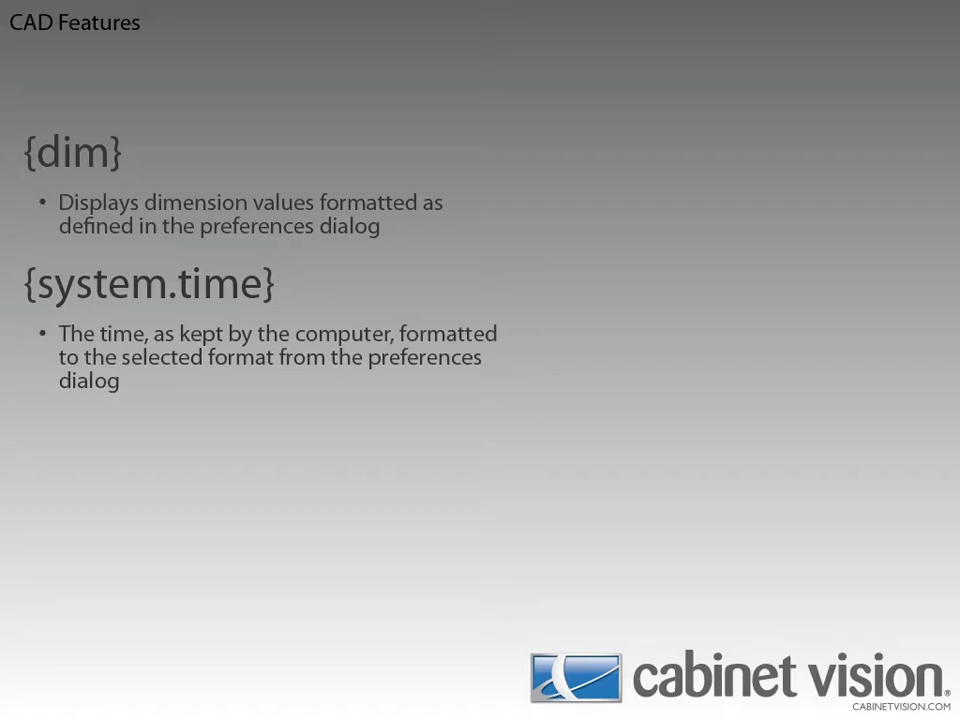 CAD Features
{dim}
• Displays dimension values formatted as
defined in the preferences dialog
{system.time}
• The time, as kept by the computer, formatted
to the selected format from the preferences
dialog
cabinet vision®
CABINETVISION.COM